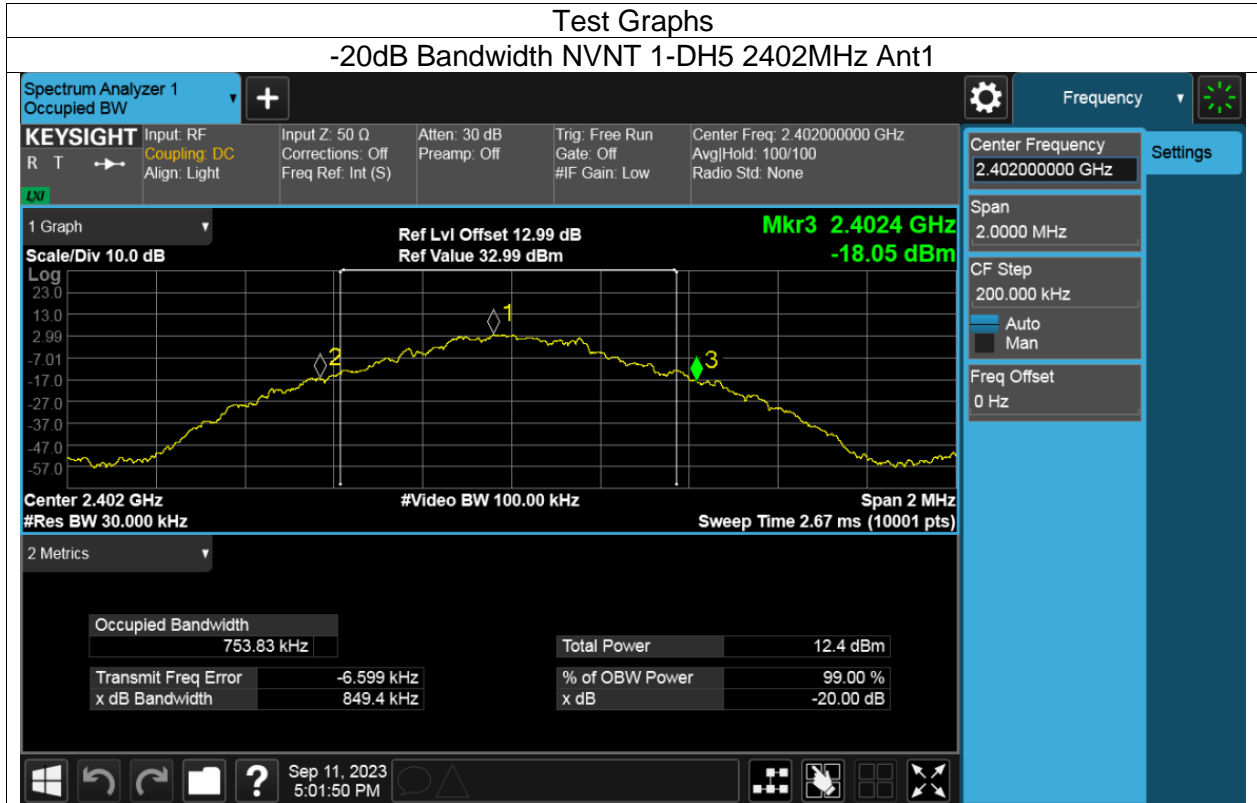 Test Graphs
-20dB Bandwidth NVNT 1-DH5 2402MHz Ant1
Spectrum Analyzer 1
Occupied BW
+
Frequency
KEYSIGHT
R T
LXI
Input: RF
Coupling: DC
Align: Light
Input Z: 50 Ω
Corrections: Off
Freq Ref: Int (S)
Atten: 30 dB
Preamp: Off
Trig: Free Run
Gate: Off
#IF Gain: Low
Center Freq: 2.402000000 GHz
Avg|Hold: 100/100
Radio Std: None
Center Frequency
2.402000000 GHz
Settings
Span
2.0000 MHz
CF Step
200.000 kHz
Auto
Man
Freq Offset
0 Hz
1 Graph
Scale/Div 10.0 dB
Ref Lvl Offset 12.99 dB
Ref Value 32.99 dBm
Mkr3 2.4024 GHz
-18.05 dBm
Log
23.0
13.0
2.99
-7.01
-17.0
-27.0
-37.0
-47.0
-57.0
1
2
3
Center 2.402 GHz
#Res BW 30.000 kHz
#Video BW 100.00 kHz
Span 2 MHz
Sweep Time 2.67 ms (10001 pts)
2 Metrics
Occupied Bandwidth
753.83 kHz
Total Power 12.4 dBm
Transmit Freq Error -6.599 kHz
% of OBW Power 99.00 %
x dB Bandwidth 849.4 kHz
x dB -20.00 dB
?
Sep 11, 2023
5:01:50 PM